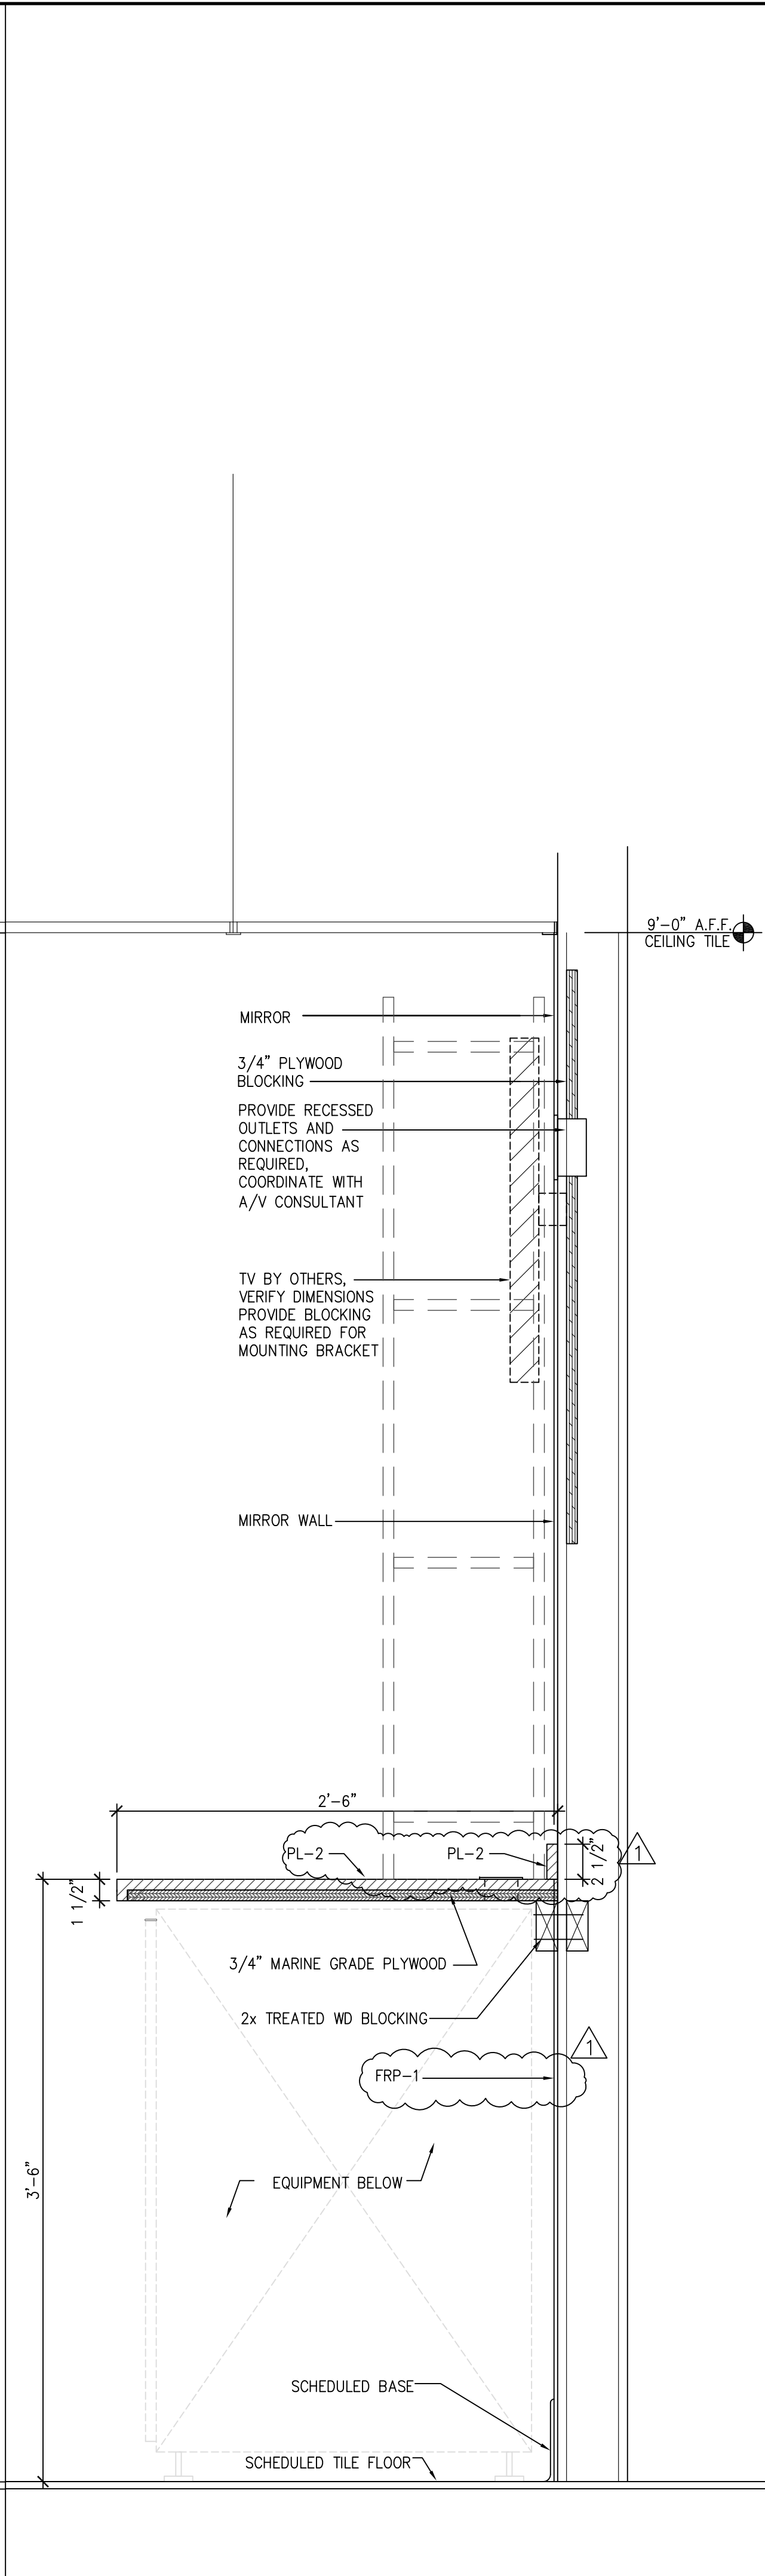 9'-0" A.F.F.
CEILING TILE
MIRROR
3/4" PLYWOOD
BLOCKING
PROVIDE RECESSED
OUTLETS AND
CONNECTIONS AS
REQUIRED,
COORDINATE WITH
A/V CONSULTANT
TV BY OTHERS,
VERIFY DIMENSIONS
PROVIDE BLOCKING
AS REQUIRED FOR
MOUNTING BRACKET
MIRROR WALL
2'-6"
PL-2
PL-2
2 1/2"
1
1 1/2"
3/4" MARINE GRADE PLYWOOD
2x TREATED WD BLOCKING
1
FRP-1
3'-6"
EQUIPMENT BELOW
SCHEDULED BASE
SCHEDULED TILE FLOOR